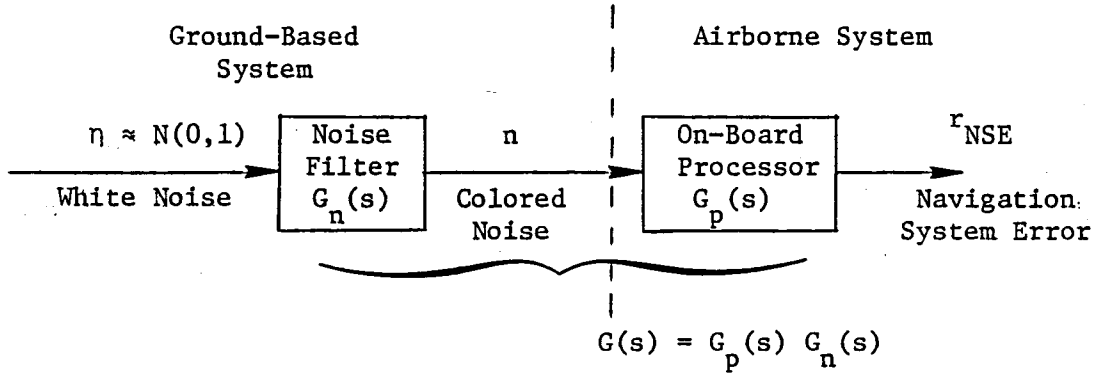 Ground-Based
System
Airborne System
η ≈ N(0,1)
White Noise
Noise
Filter
G_n(s)
n
Colored
Noise
On-Board
Processor
G_p(s)
r_NSE
Navigation
System Error
G(s) = G_p(s) G_n(s)